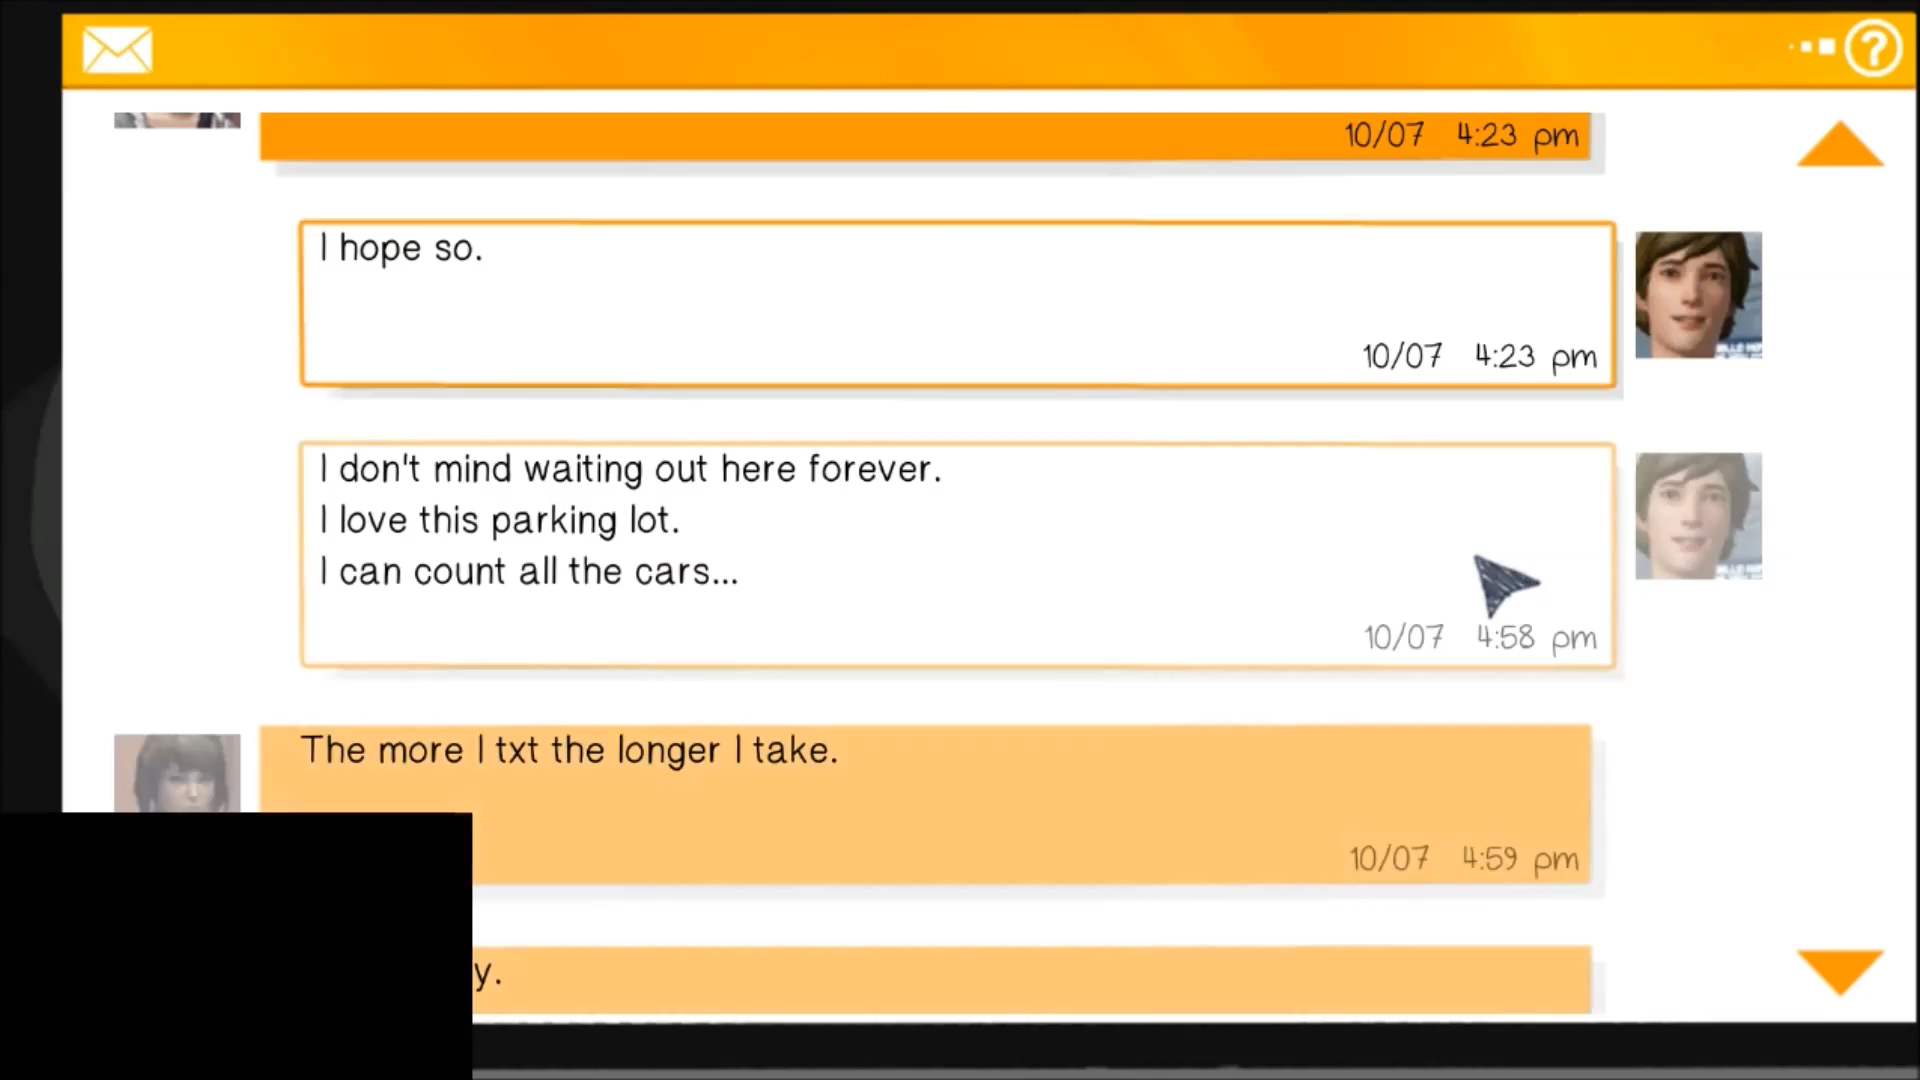 10/07 4:23 pm
I hope so.
10/07 4:23 pm
I don't mind waiting out here forever.
I love this parking lot.
I can count all the cars...
10/07 4:58 pm
The more I txt the longer I take.
10/07 4:59 pm
y.